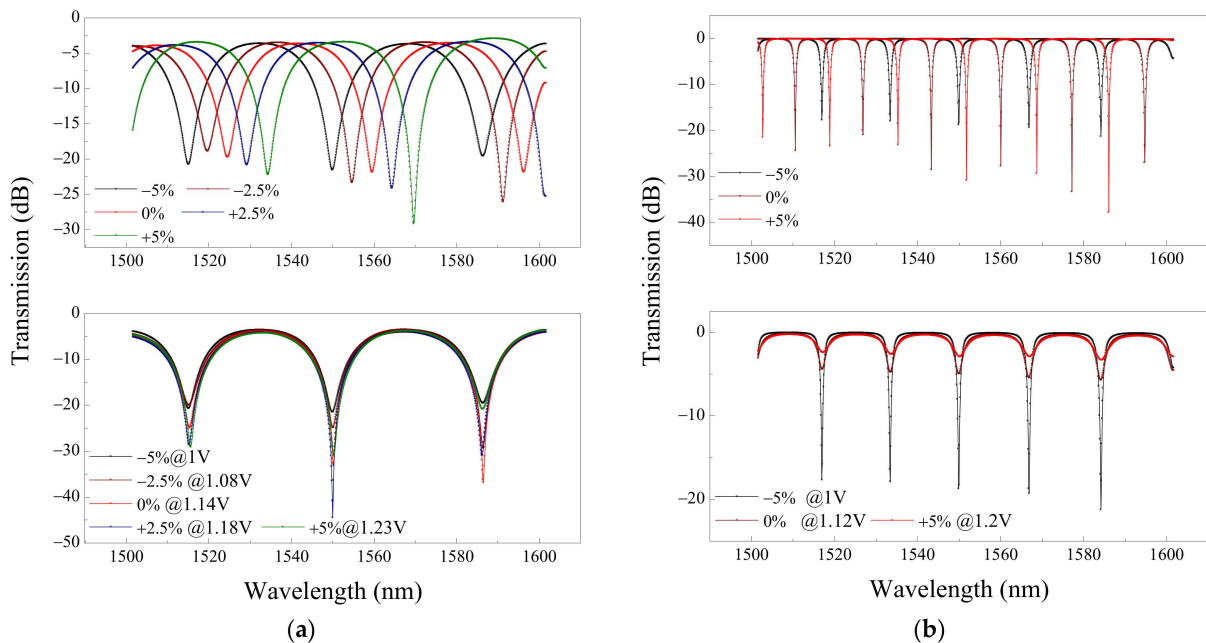 0
−5
−10
−15
−20
−25
−30
−5%
−2.5%
0%
+2.5%
+5%
1500 1520 1540 1560 1580 1600
0
−10
−20
−30
−40
−50
−5%@1V
−2.5% @1.08V
0% @1.14V
+2.5% @1.18V
+5%@1.23V
1500 1520 1540 1560 1580 1600
Transmission (dB)
Wavelength (nm)
(a)
0
−10
−20
−30
−40
−5%
0%
+5%
1500 1520 1540 1560 1580 1600
0
−10
−20
−5% @1V
0% @1.12V
+5% @1.2V
1500 1520 1540 1560 1580 1600
Transmission (dB)
Wavelength (nm)
(b)